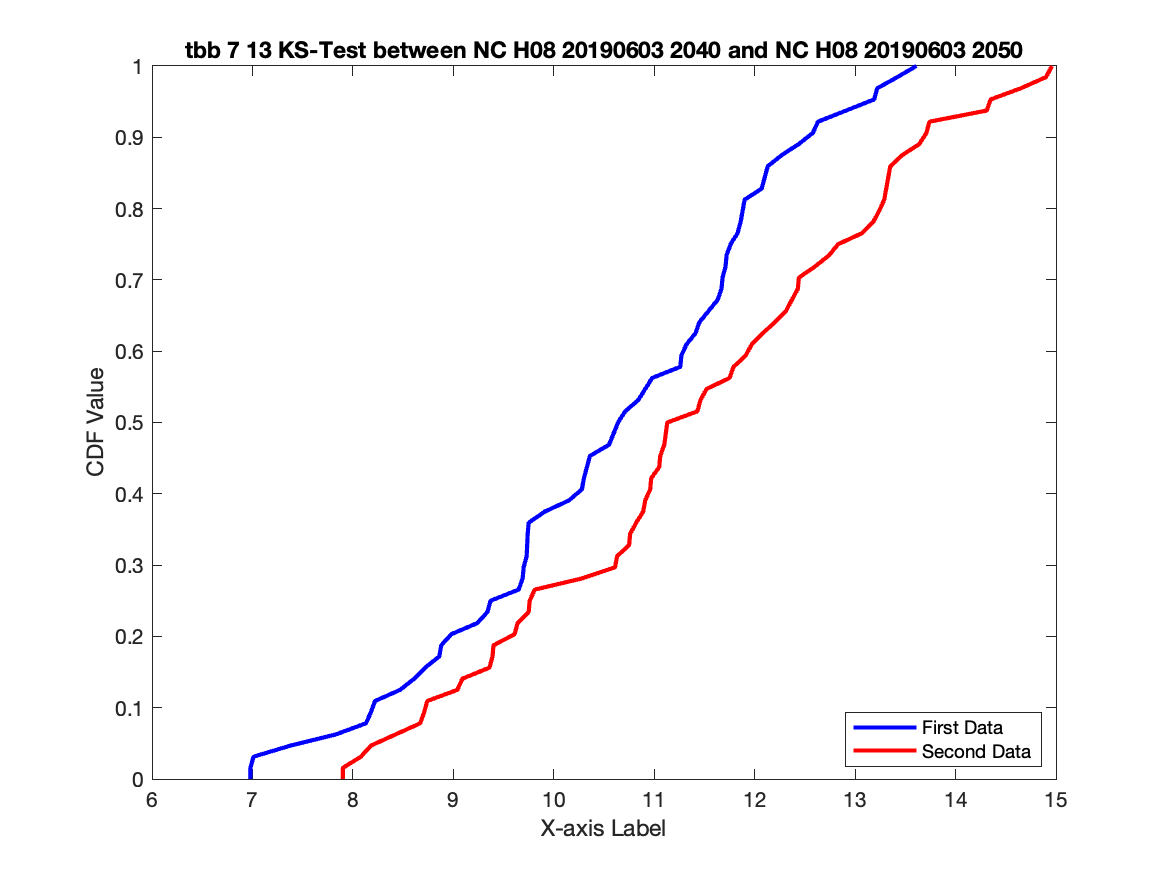 tbb 7 13 KS-Test between NC H08 20190603 2040 and NC H08 20190603 2050
1
0.9
0.8
0.7
0.6
0.5
0.4
0.3
0.2
0.1
0
CDF Value
First Data
Second Data
6 7 8 9 10 11 12 13 14 15
X-axis Label